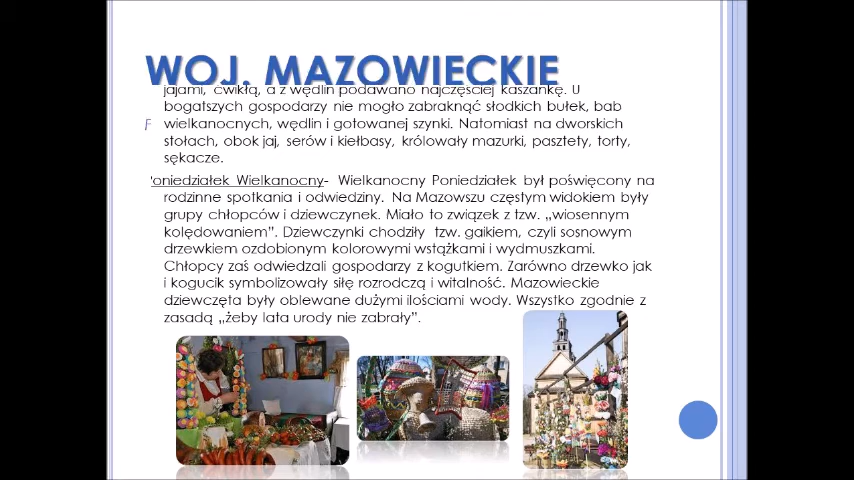 WOJ. MAZOWIECKIE
jajami, ćwikłą, a z wędlin podawano najczęściej kaszankę. U
bogatszych gospodarzy nie mogło zabraknąć słodkich bułek, bab
wielkanocnych, wędlin i gotowanej szynki. Natomiast na dworskich
stołach, obok jaj, serów i kiełbasy, królowały mazurki, pasztety, torty,
sękacze.
oniedziałek Wielkanocny- Wielkanocny Poniedziałek był poświęcony na
rodzinne spotkania i odwiedziny. Na Mazowszu częstym widokiem były
grupy chłopców i dziewczynek. Miało to związek z tzw. „wiosennym
kolędowaniem”. Dziewczynki chodziły tzw. gaikiem, czyli sosnowym
drzewkiem ozdobionym kolorowymi wstążkami i wydmuszkami.
Chłopcy zaś odwiedzali gospodarzy z kogutkiem. Zarówno drzewko jak
i kogucik symbolizowały siłę rozrodczą i witalność. Mazowieckie
dziewczęta były oblewane dużymi ilościami wody. Wszystko zgodnie z
zasadą „żeby lata urody nie zabrały”.